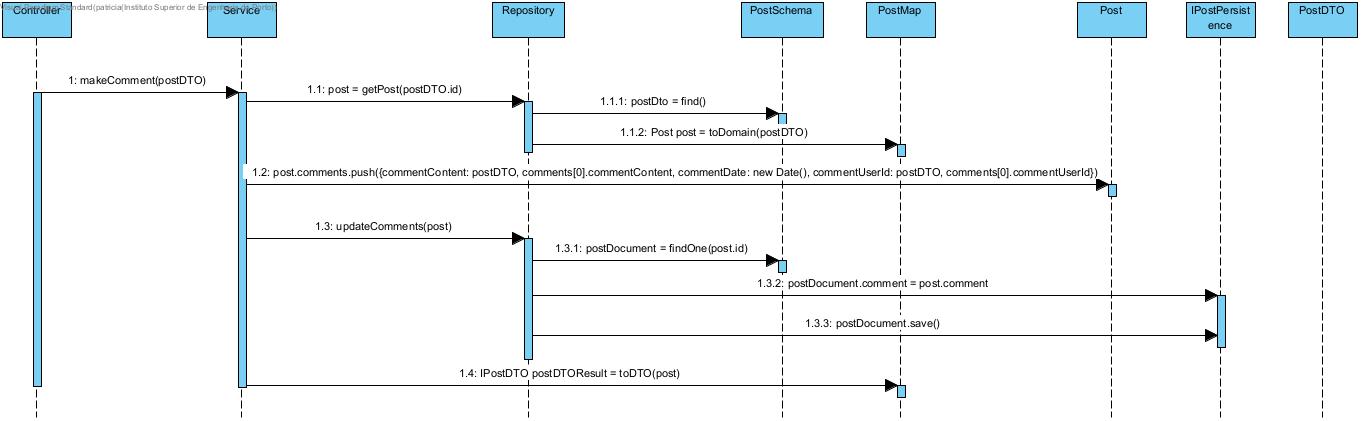 Visual Paradigm Standard(patricia(Instituto Superior de Engenharia do Porto))
Controller
Service
Repository
PostSchema
PostMap
Post
IPostPersist
ence
PostDTO
1: makeComment(postDTO)
1.1: post = getPost(postDTO.id)
1.1.1: postDto = find()
1.1.2: Post post = toDomain(postDTO)
1.2: post.comments.push({commentContent: postDTO, comments[0].commentContent, commentDate: new Date(), commentUserId: postDTO, comments[0].commentUserId})
1.3: updateComments(post)
1.3.1: postDocument = findOne(post.id)
1.3.2: postDocument.comment = post.comment
1.3.3: postDocument.save()
1.4: IPostDTO postDTOResult = toDTO(post)